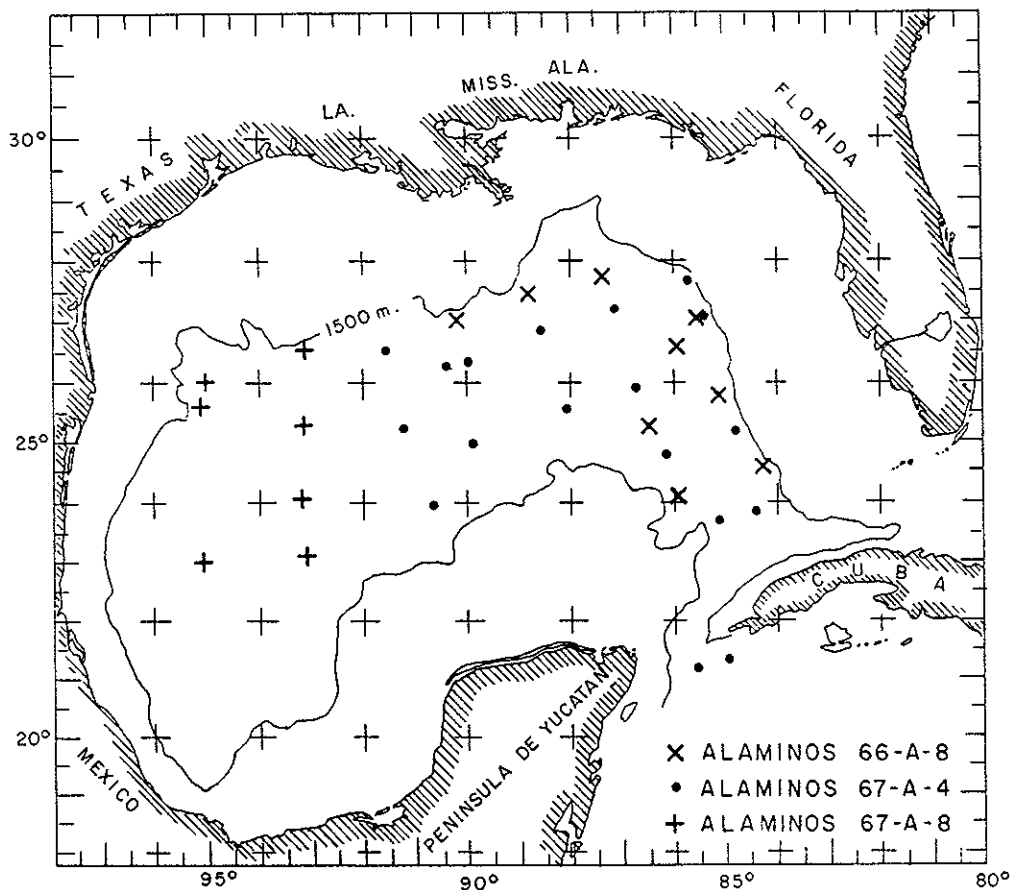 MISS. ALA.
LA.
TEXAS
FLORIDA
30°
1500 m.
25°
CUBA
20°
MEXICO
PENINSULA DE YUCATAN
ALAMINOS 66-A-8
ALAMINOS 67-A-4
ALAMINOS 67-A-8
95° 90° 85° 80°